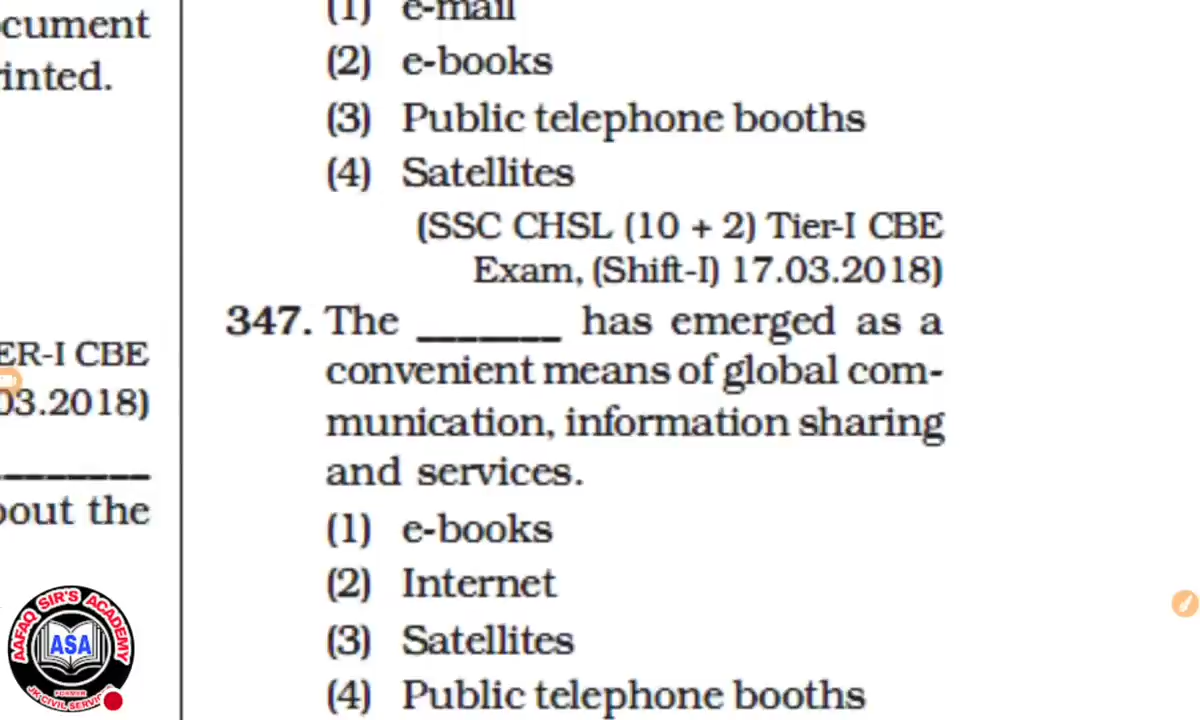 ocument
rinted.
ER-I CBE
03.2018)
________
bout the
(1) e-mail
(2) e-books
(3) Public telephone booths
(4) Satellites
(SSC CHSL (10 + 2) Tier-I CBE
Exam, (Shift-I) 17.03.2018)
347. The ______ has emerged as a
convenient means of global com-
munication, information sharing
and services.
(1) e-books
(2) Internet
(3) Satellites
(4) Public telephone booths
AAFAQ SIR'S ACADEMY
ASA